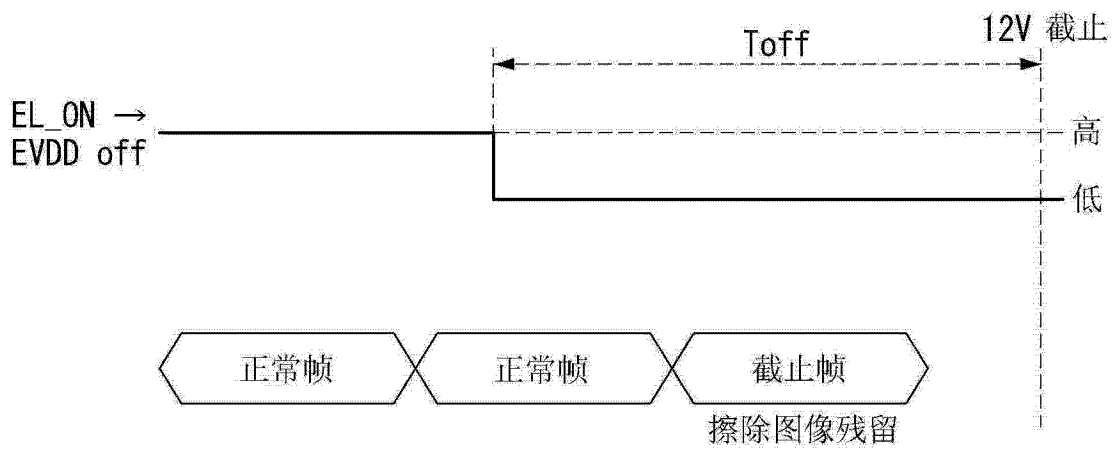 12V 截止
Toff
EL_ON →
EVDD off
高
低
正常帧
正常帧
截止帧
擦除图像残留